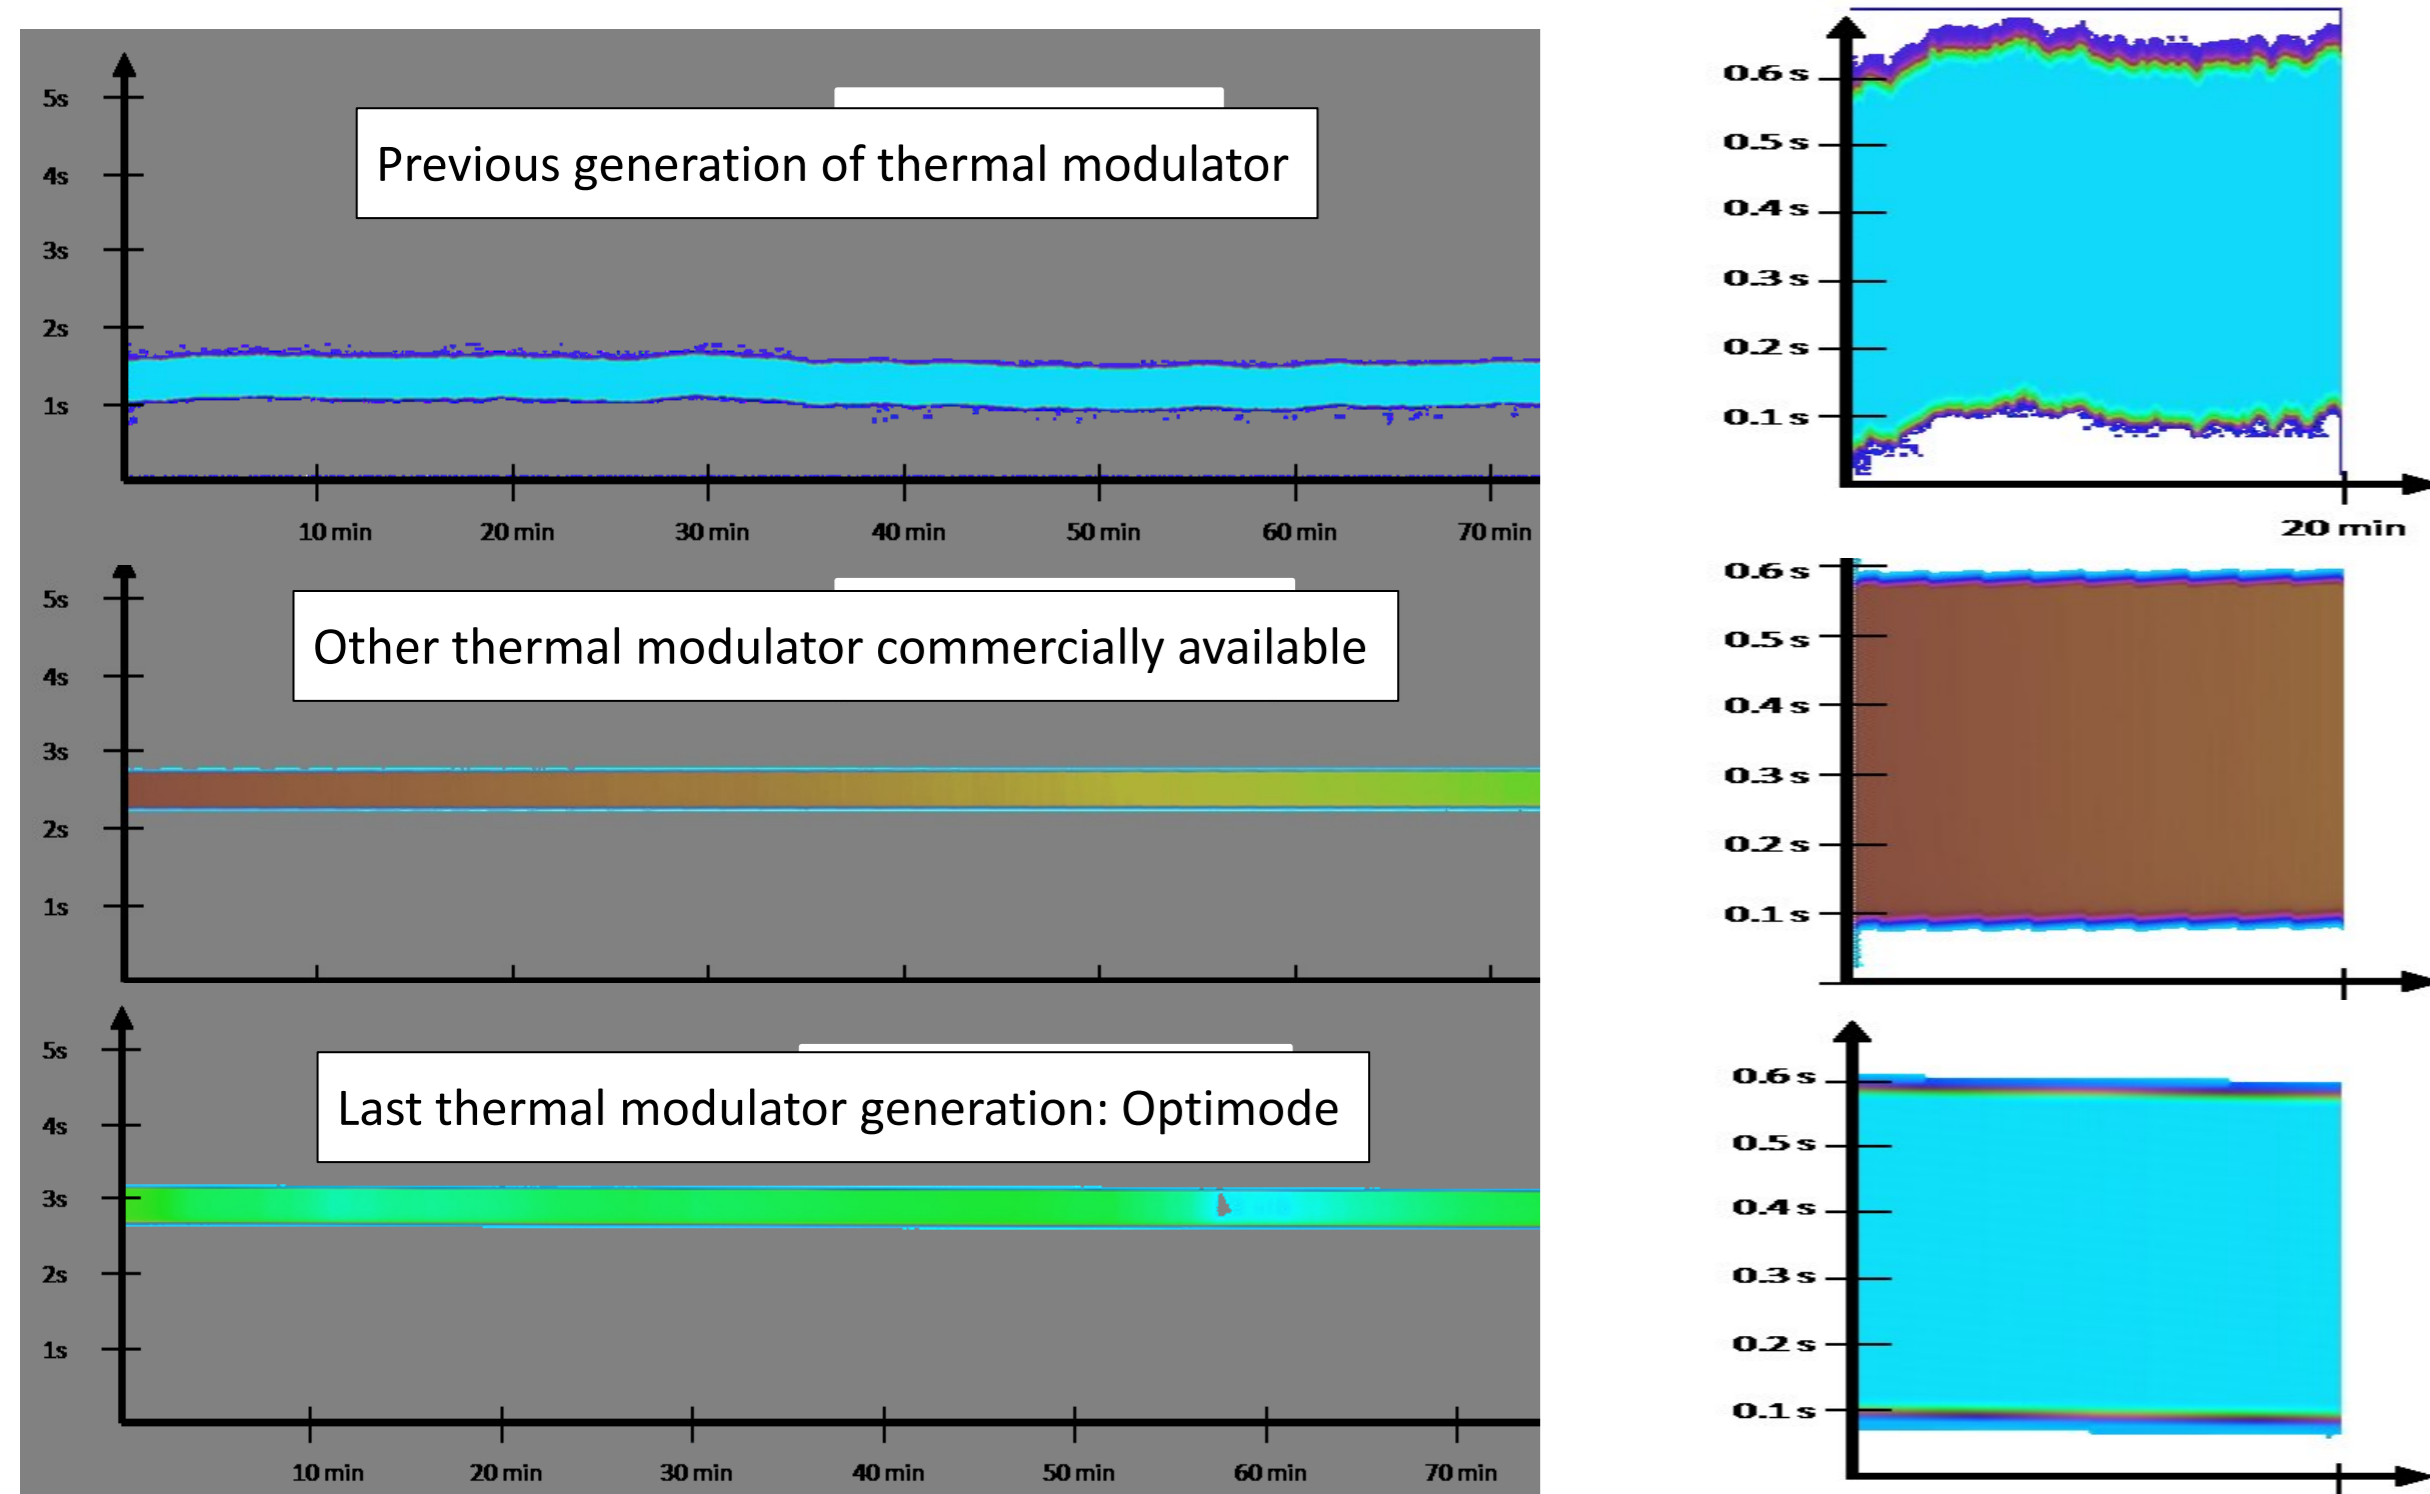 5s
Previous generation of thermal modulator
4s
3s
2s
1s
10 min 20 min 30 min 40 min 50 min 60 min 70 min
0.6 s
0.5 s
0.4 s
0.3 s
0.2 s
0.1 s
20 min
5s
Other thermal modulator commercially available
4s
3s
2s
1s
0.6 s
0.5 s
0.4 s
0.3 s
0.2 s
0.1 s
5s
Last thermal modulator generation: Optimode
4s
3s
2s
1s
10 min 20 min 30 min 40 min 50 min 60 min 70 min
0.6 s
0.5 s
0.4 s
0.3 s
0.2 s
0.1 s